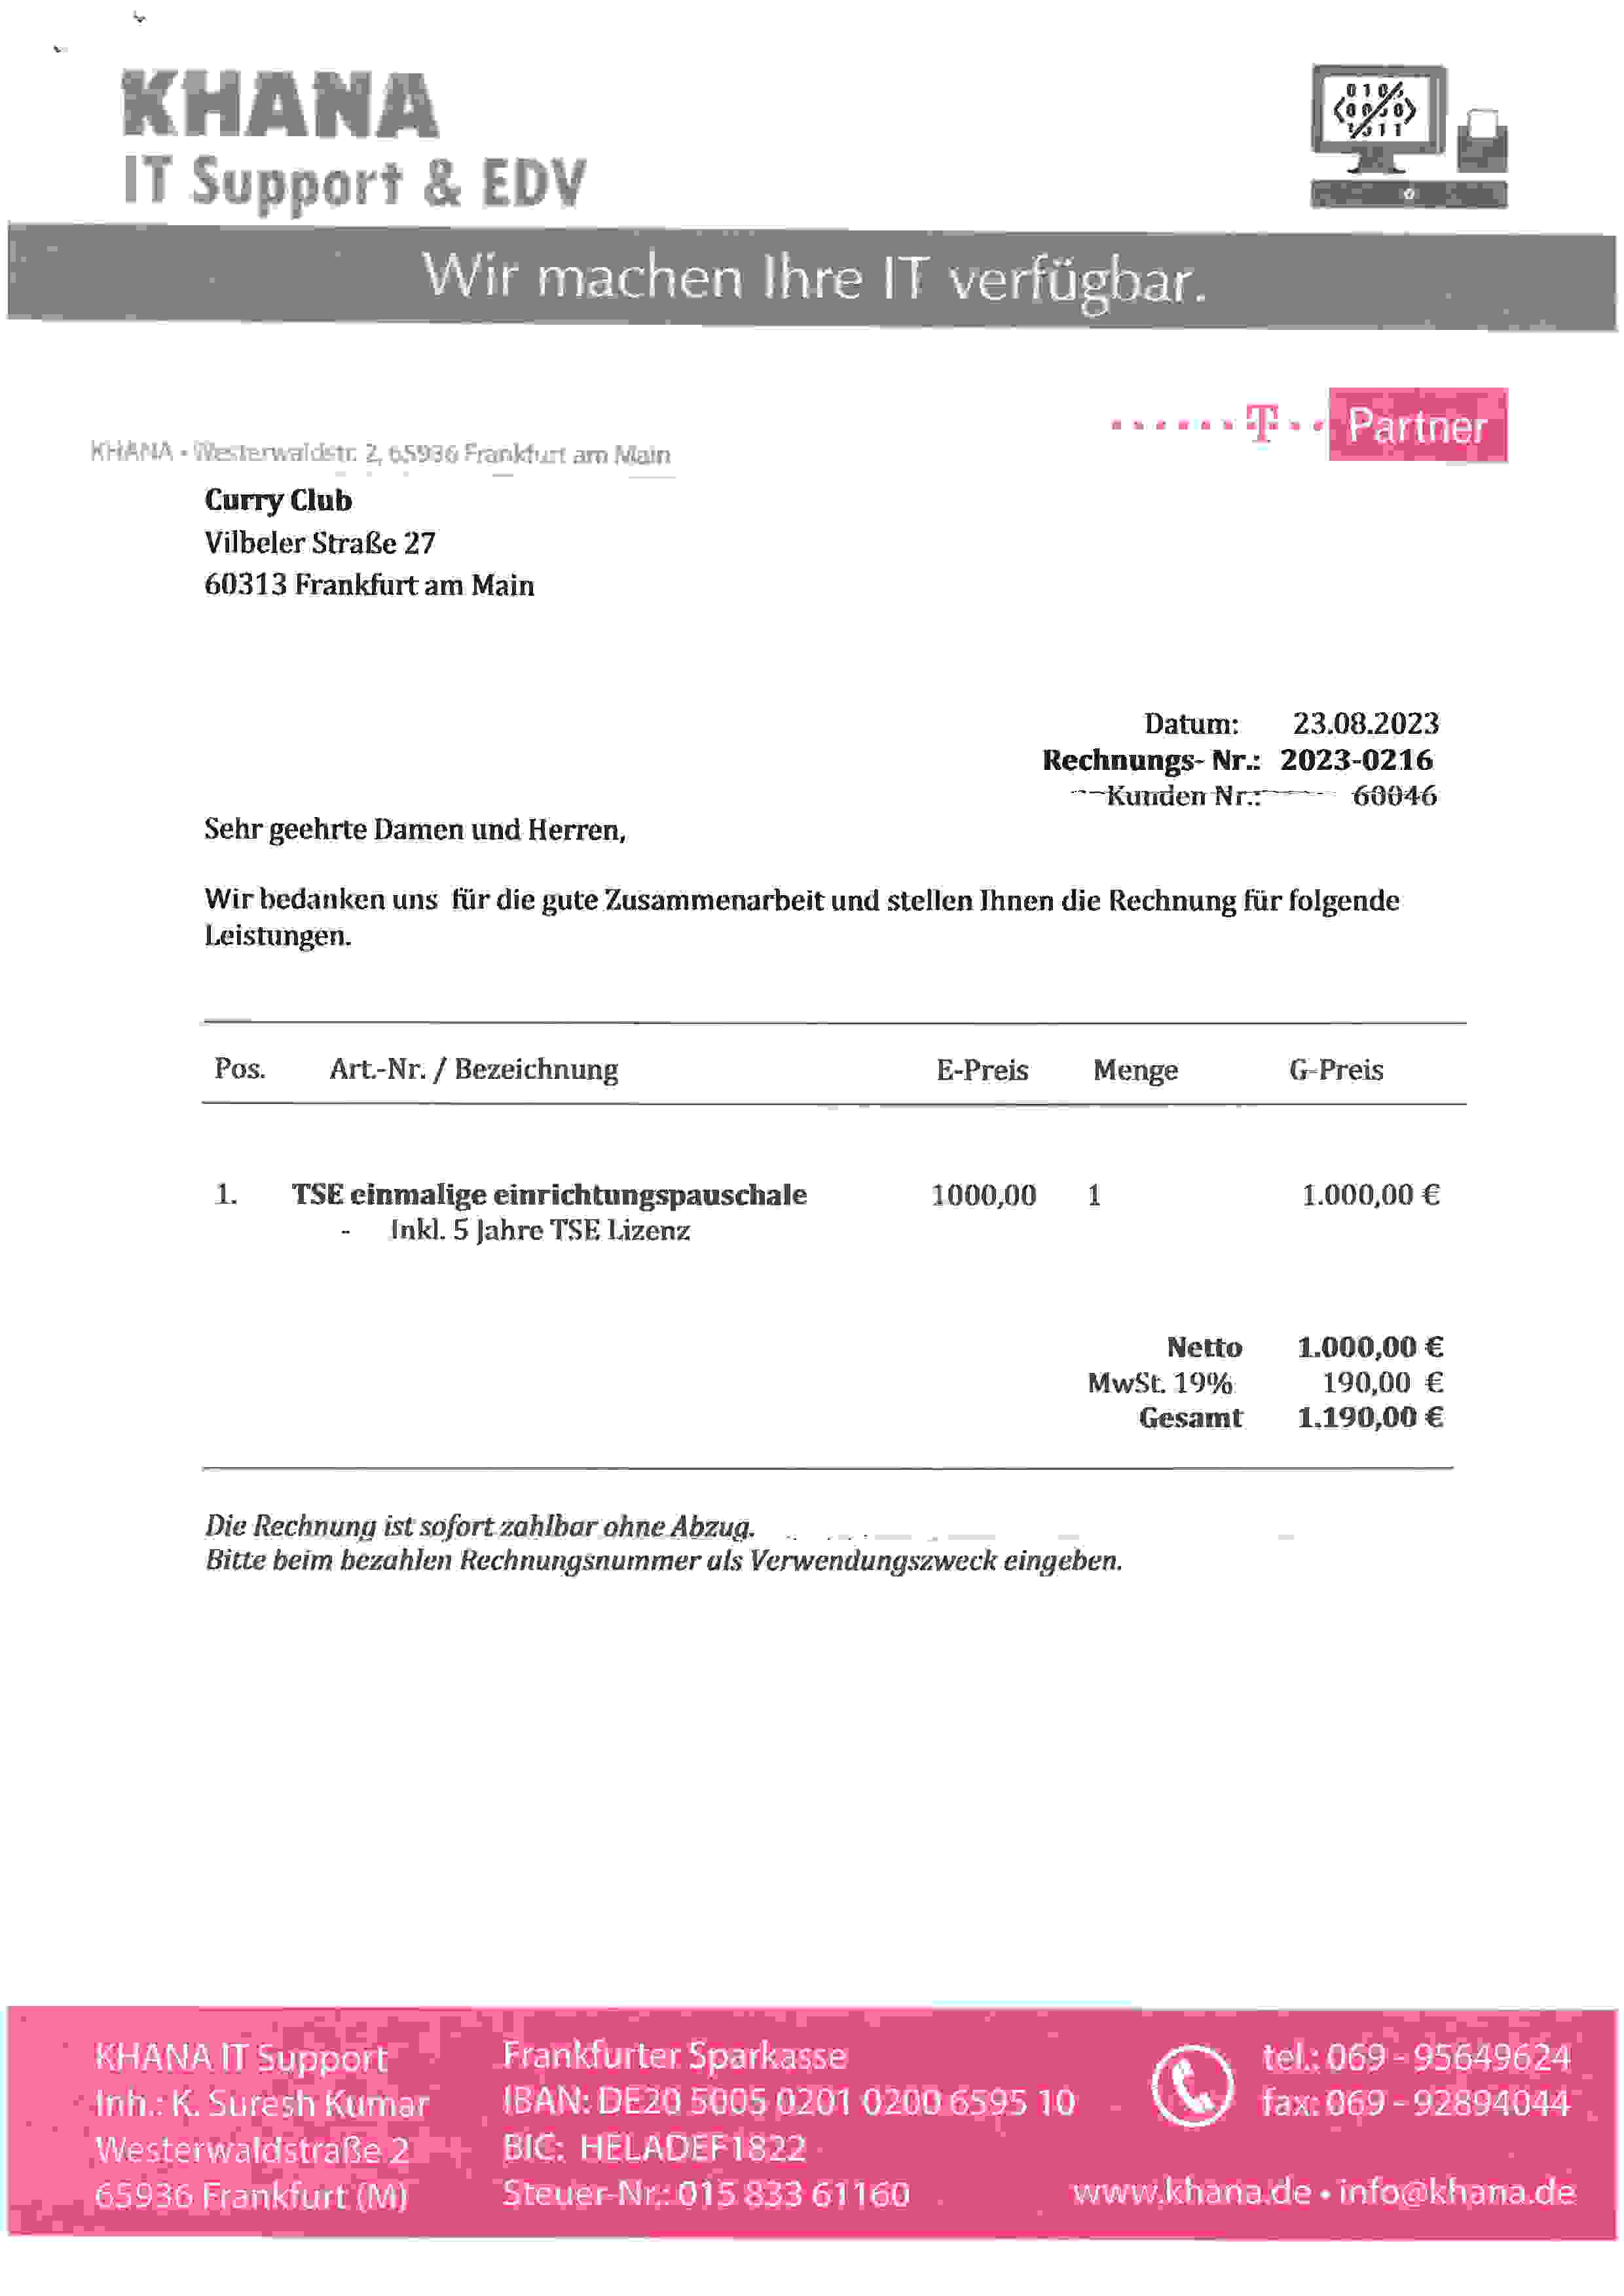 KHANA
IT Support & EDV
0101
0030
1011
Wir machen Ihre IT verfügbar.
T Partner
KHANA • Westerwaldstr. 2, 65936 Frankfurt am Main
Curry Club
Vilbeler Straße 27
60313 Frankfurt am Main
Datum: 23.08.2023
Rechnungs- Nr.: 2023-0216
Kunden Nr.: 60046
Sehr geehrte Damen und Herren,
Wir bedanken uns für die gute Zusammenarbeit und stellen Ihnen die Rechnung für folgende
Leistungen.
Pos. Art.-Nr. / Bezeichnung E-Preis Menge G-Preis
1. TSE einmalige einrichtungspauschale 1000,00 1 1.000,00 €
- Inkl. 5 Jahre TSE Lizenz
Netto 1.000,00 €
MwSt. 19% 190,00 €
Gesamt 1.190,00 €
Die Rechnung ist sofort zahlbar ohne Abzug.
Bitte beim bezahlen Rechnungsnummer als Verwendungszweck eingeben.
KHANA IT Support
Inh.: K. Suresh Kumar
Westerwaldstraße 2
65936 Frankfurt (M)
Frankfurter Sparkasse
IBAN: DE20 5005 0201 0200 6595 10
BIC: HELADEF1822
Steuer-Nr.: 015 833 61160
tel.: 069 - 95649624
fax: 069 - 92894044
www.khana.de • info@khana.de